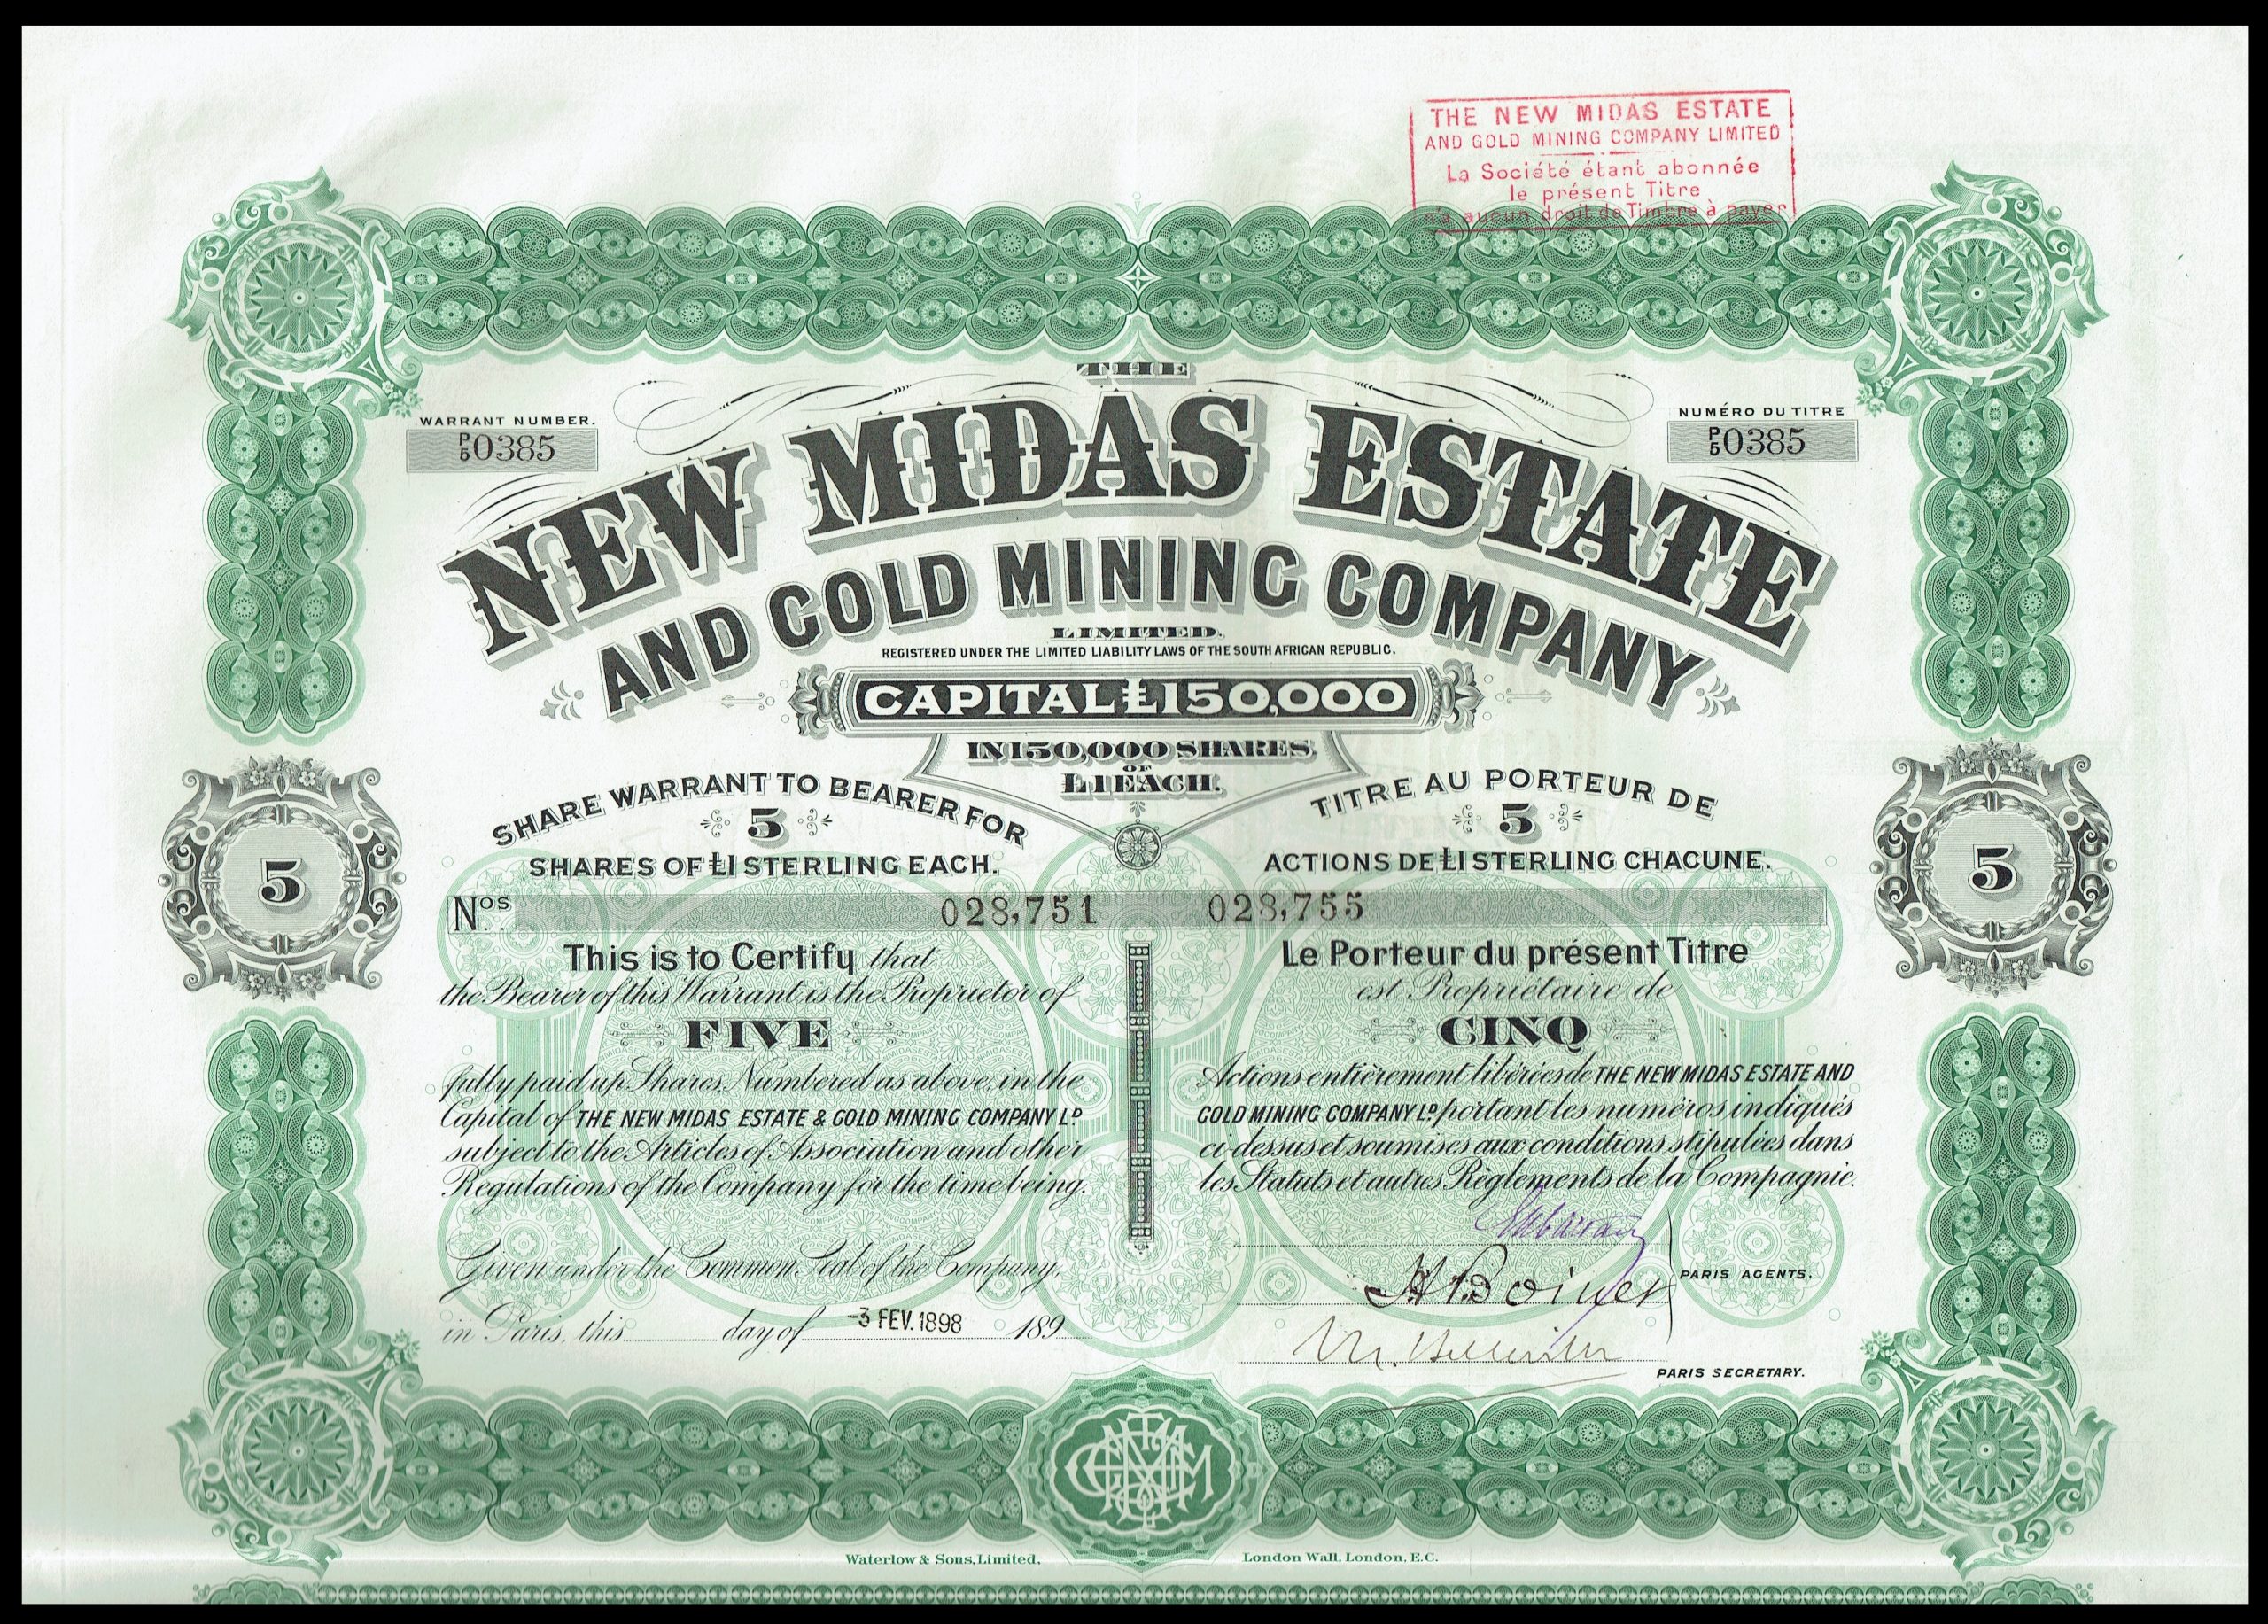 THE NEW MIDAS ESTATE
AND GOLD MINING COMPANY LIMITED
La Société étant abonnée
le présent Titre
n'a aucun droit de Timbre à payer
WARRANT NUMBER.
P/5 0385
NUMÉRO DU TITRE
P/5 0385
THE
NEW MIDAS ESTATE
AND GOLD MINING COMPANY
LIMITED.
REGISTERED UNDER THE LIMITED LIABILITY LAWS OF THE SOUTH AFRICAN REPUBLIC.
CAPITAL £150,000
IN 150,000 SHARES.
OF
£1 EACH.
SHARE WARRANT TO BEARER FOR
5
SHARES OF £1 STERLING EACH.
TITRE AU PORTEUR DE
5
ACTIONS DE £1 STERLING CHACUNE.
5
5
Nos. 028,751 028,755
This is to Certify that
the Bearer of this Warrant is the Proprietor of
FIVE
fully paid up Shares Numbered as above, in the
Capital of THE NEW MIDAS ESTATE & GOLD MINING COMPANY LD.
subject to the Articles of Association and other
Regulations of the Company for the time being.
Given under the Common Seal of the Company,
in Paris, this day of -3 FEV. 1898 189
Le Porteur du présent Titre
est Propriétaire de
CINQ
Actions entièrement libérées de THE NEW MIDAS ESTATE AND
GOLD MINING COMPANY LD. portant les numéros indiqués
ci-dessus et soumises aux conditions stipulées dans
les Statuts et autres Règlements de la Compagnie.
PARIS AGENTS.
PARIS SECRETARY.
Waterlow & Sons, Limited, London Wall, London, E.C.